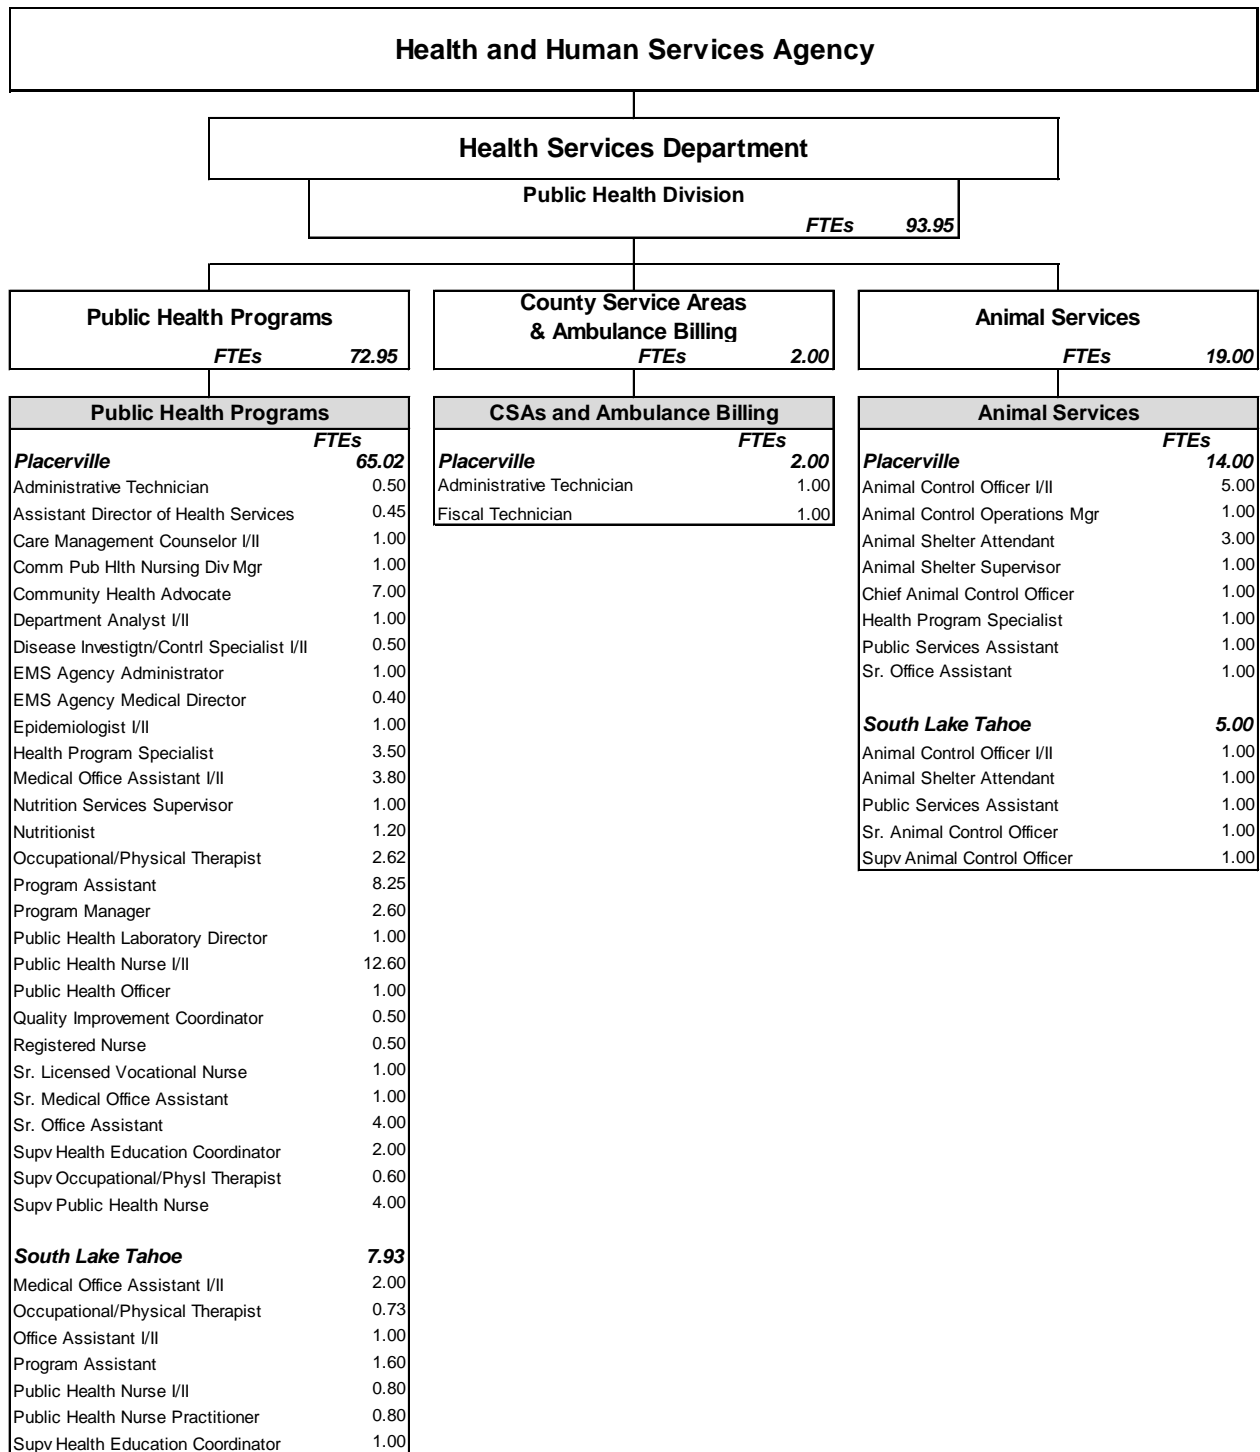 Health and Human Services Agency
Health Services Department
Public Health Division
FTEs 93.95
Public Health Programs
FTEs 72.95
County Service Areas
& Ambulance Billing
FTEs 2.00
Animal Services
FTEs 19.00
Public Health Programs
FTEs
Placerville 65.02
Administrative Technician 0.50
Assistant Director of Health Services 0.45
Care Management Counselor I/II 1.00
Comm Pub Hlth Nursing Div Mgr 1.00
Community Health Advocate 7.00
Department Analyst I/II 1.00
Disease Investigtn/Contrl Specialist I/II 0.50
EMS Agency Administrator 1.00
EMS Agency Medical Director 0.40
Epidemiologist I/II 1.00
Health Program Specialist 3.50
Medical Office Assistant I/II 3.80
Nutrition Services Supervisor 1.00
Nutritionist 1.20
Occupational/Physical Therapist 2.62
Program Assistant 8.25
Program Manager 2.60
Public Health Laboratory Director 1.00
Public Health Nurse I/II 12.60
Public Health Officer 1.00
Quality Improvement Coordinator 0.50
Registered Nurse 0.50
Sr. Licensed Vocational Nurse 1.00
Sr. Medical Office Assistant 1.00
Sr. Office Assistant 4.00
Supv Health Education Coordinator 2.00
Supv Occupational/Physl Therapist 0.60
Supv Public Health Nurse 4.00
South Lake Tahoe 7.93
Medical Office Assistant I/II 2.00
Occupational/Physical Therapist 0.73
Office Assistant I/II 1.00
Program Assistant 1.60
Public Health Nurse I/II 0.80
Public Health Nurse Practitioner 0.80
Supv Health Education Coordinator 1.00
CSAs and Ambulance Billing
FTEs
Placerville 2.00
Administrative Technician 1.00
Fiscal Technician 1.00
Animal Services
FTEs
Placerville 14.00
Animal Control Officer I/II 5.00
Animal Control Operations Mgr 1.00
Animal Shelter Attendant 3.00
Animal Shelter Supervisor 1.00
Chief Animal Control Officer 1.00
Health Program Specialist 1.00
Public Services Assistant 1.00
Sr. Office Assistant 1.00
South Lake Tahoe 5.00
Animal Control Officer I/II 1.00
Animal Shelter Attendant 1.00
Public Services Assistant 1.00
Sr. Animal Control Officer 1.00
Supv Animal Control Officer 1.00